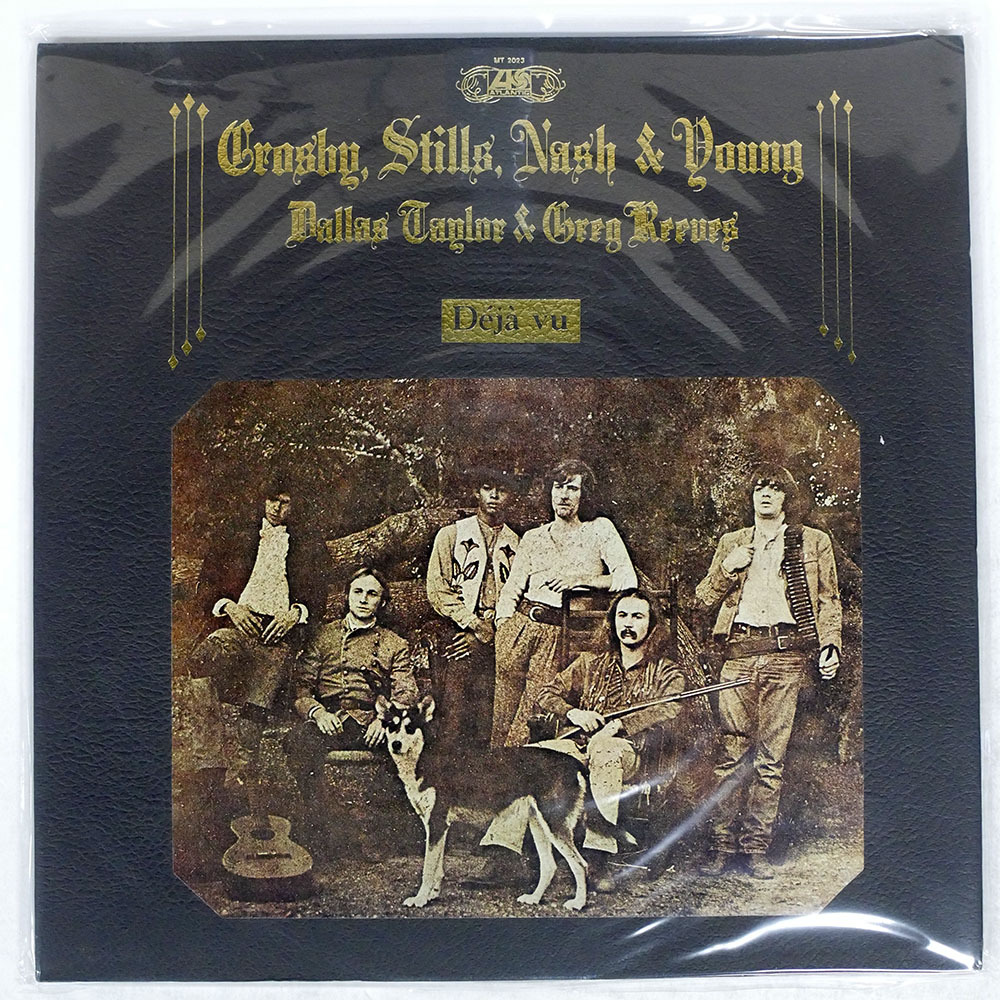 MT 2023
ATLANTIC
Crosby, Stills, Nash & Young
Dallas Taylor & Greg Reeves
Déjà vu